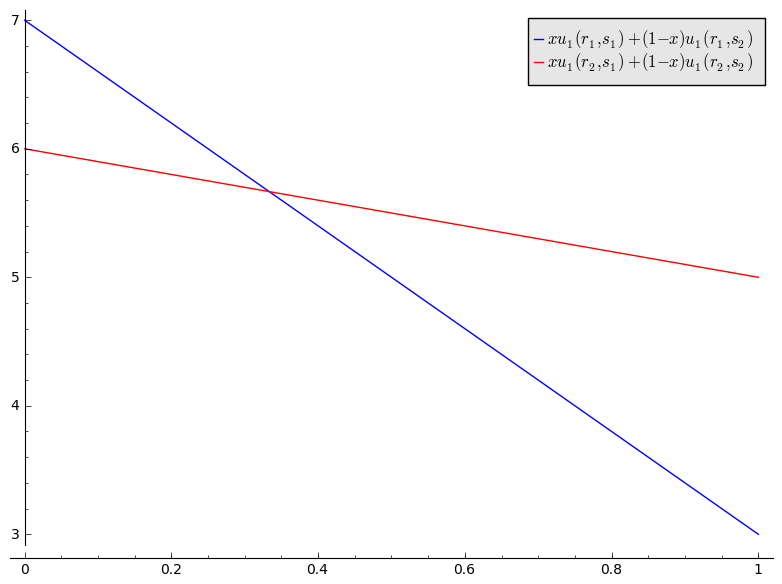 7
xu₁(r₁,s₁)+(1−x)u₁(r₁,s₂)
xu₁(r₂,s₁)+(1−x)u₁(r₂,s₂)
6
5
4
3
0 0.2 0.4 0.6 0.8 1